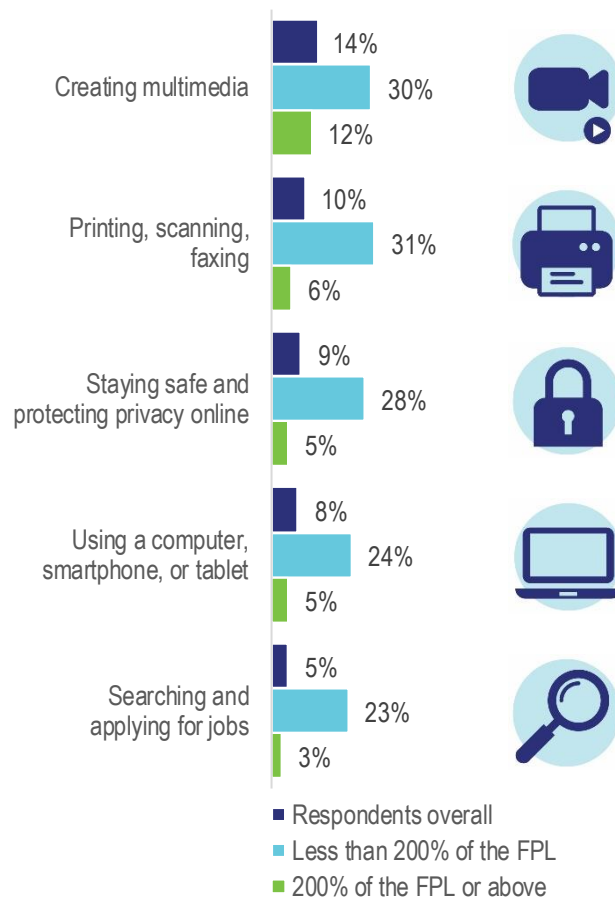 14%
Creating multimedia
30%
12%
10%
Printing, scanning,
faxing
31%
6%
9%
Staying safe and
protecting privacy online
28%
5%
8%
Using a computer,
smartphone, or tablet
24%
5%
5%
Searching and
applying for jobs
23%
3%
Respondents overall
Less than 200% of the FPL
200% of the FPL or above